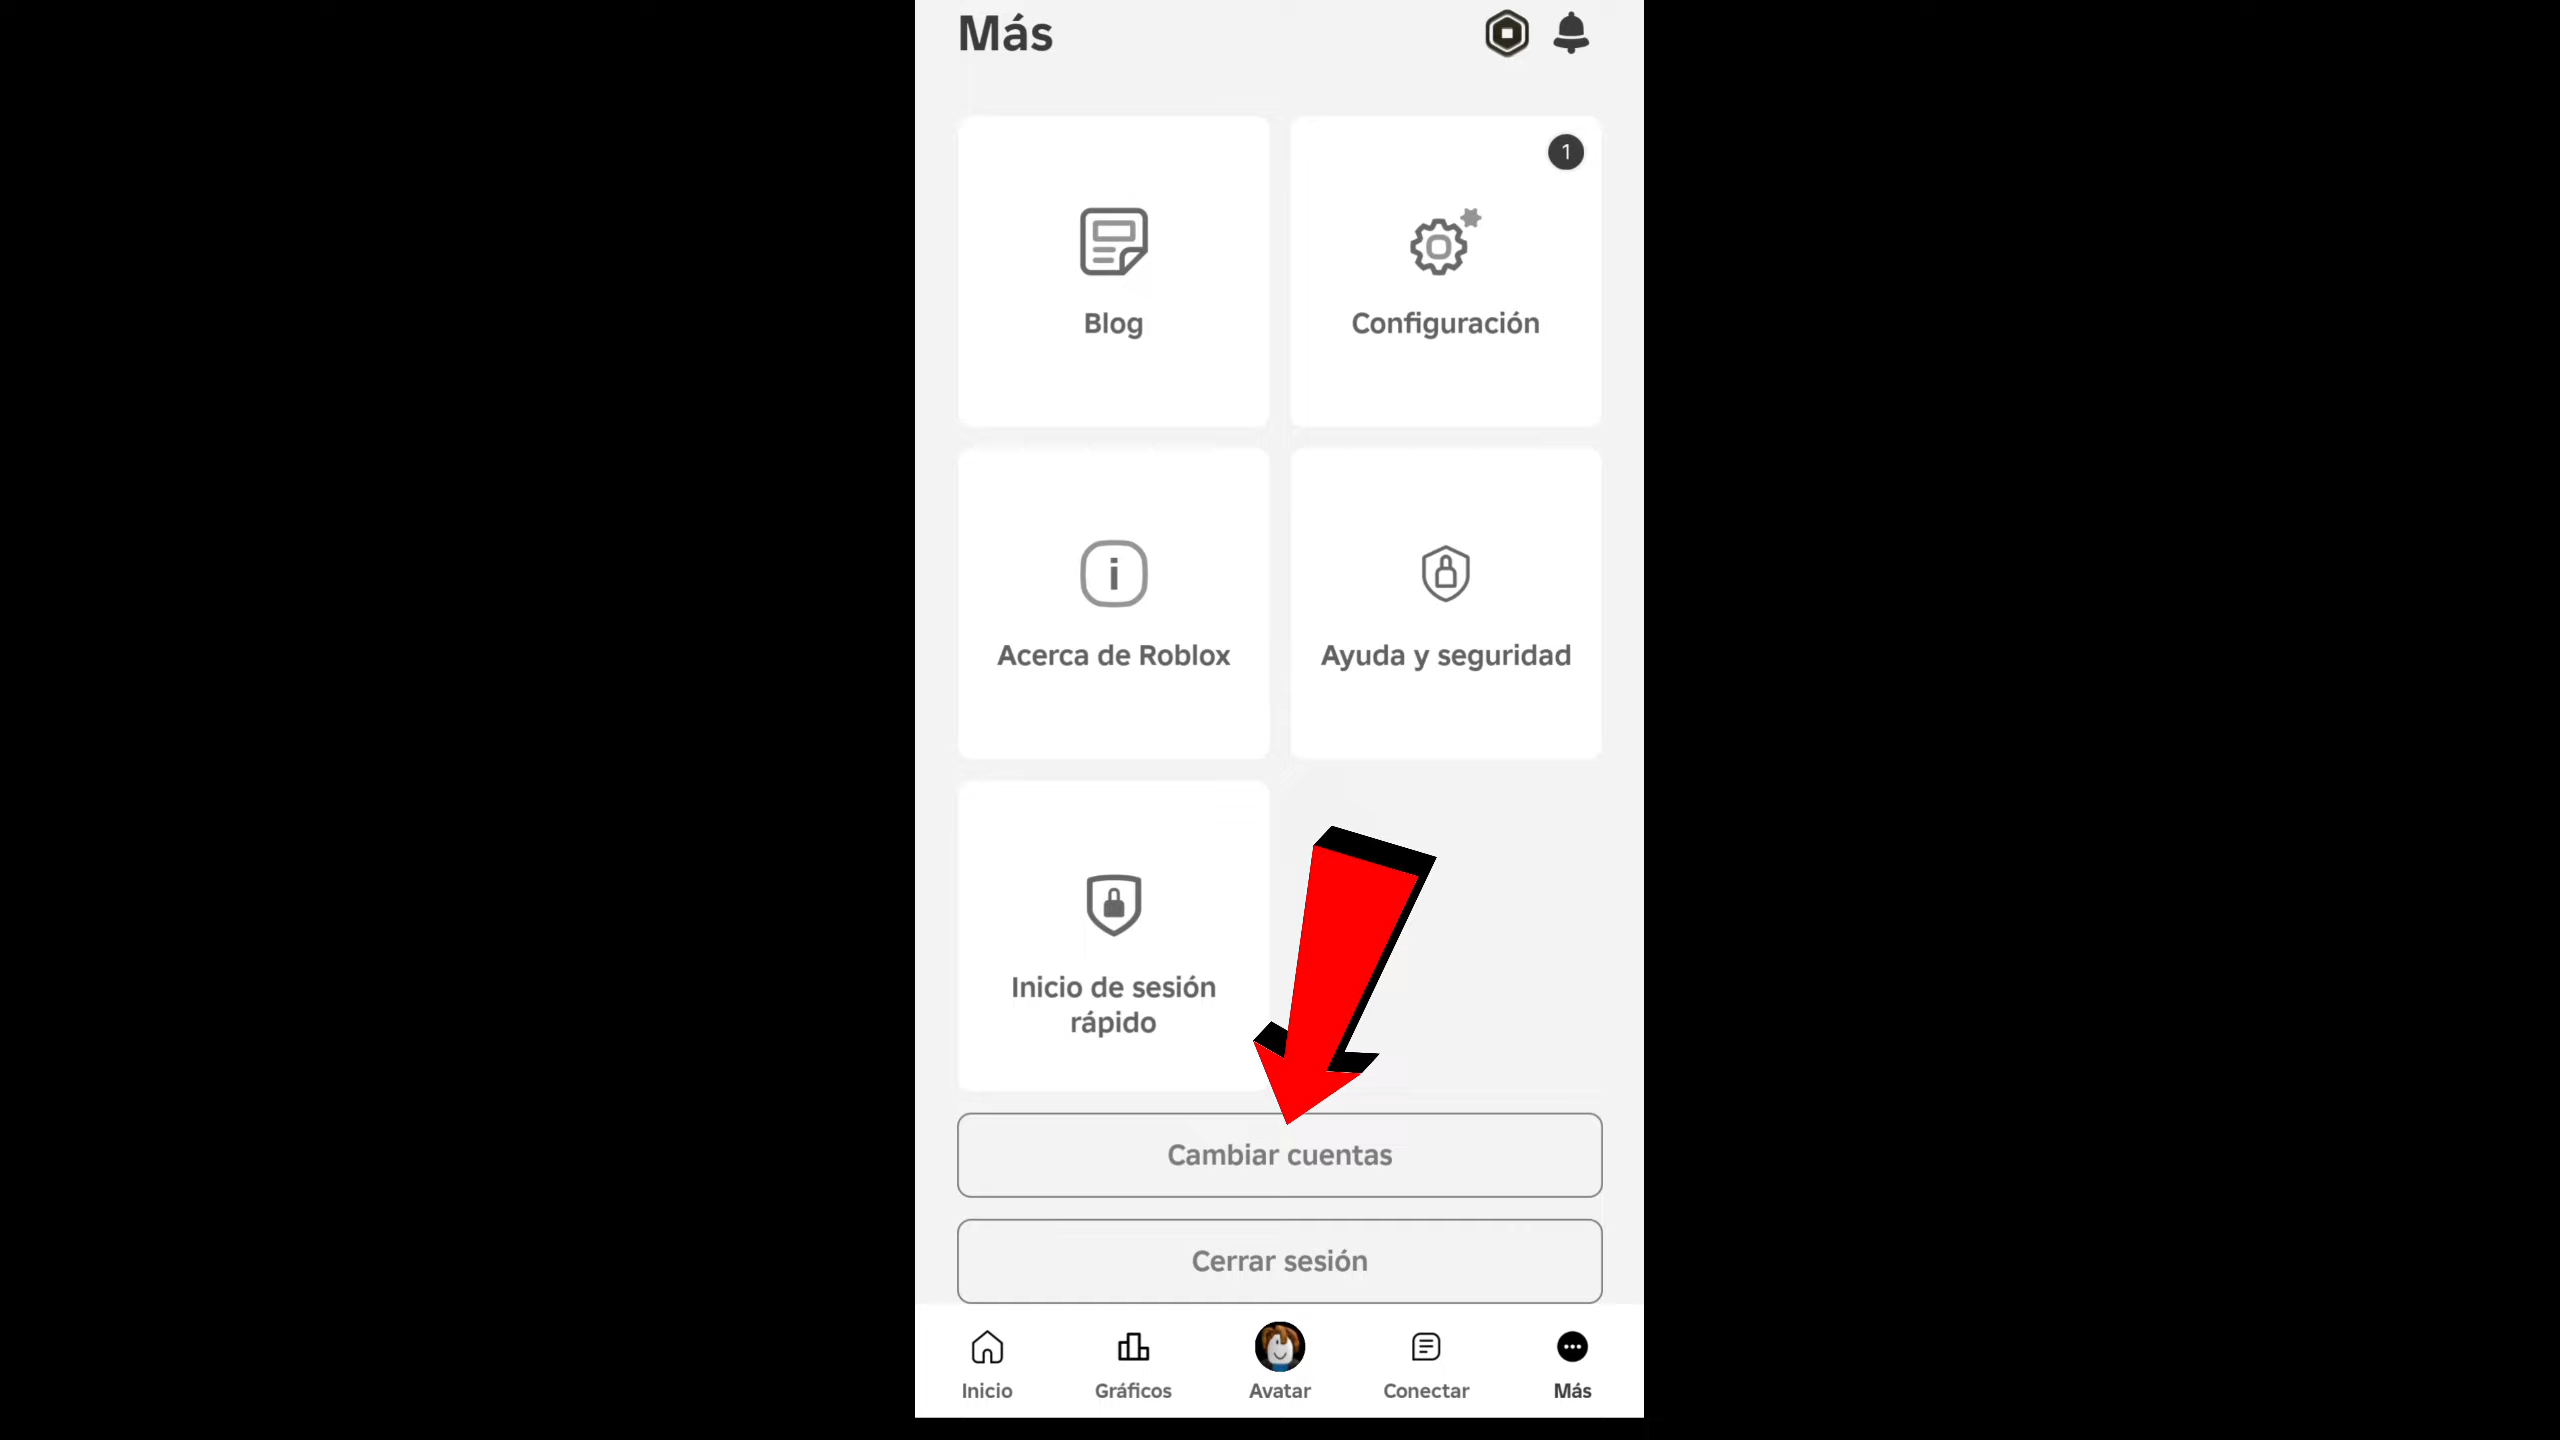 Más
1
Blog
Configuración
i
Acerca de Roblox
Ayuda y seguridad
Inicio de sesión
rápido
Cambiar cuentas
Cerrar sesión
Inicio
Gráficos
Avatar
Conectar
Más